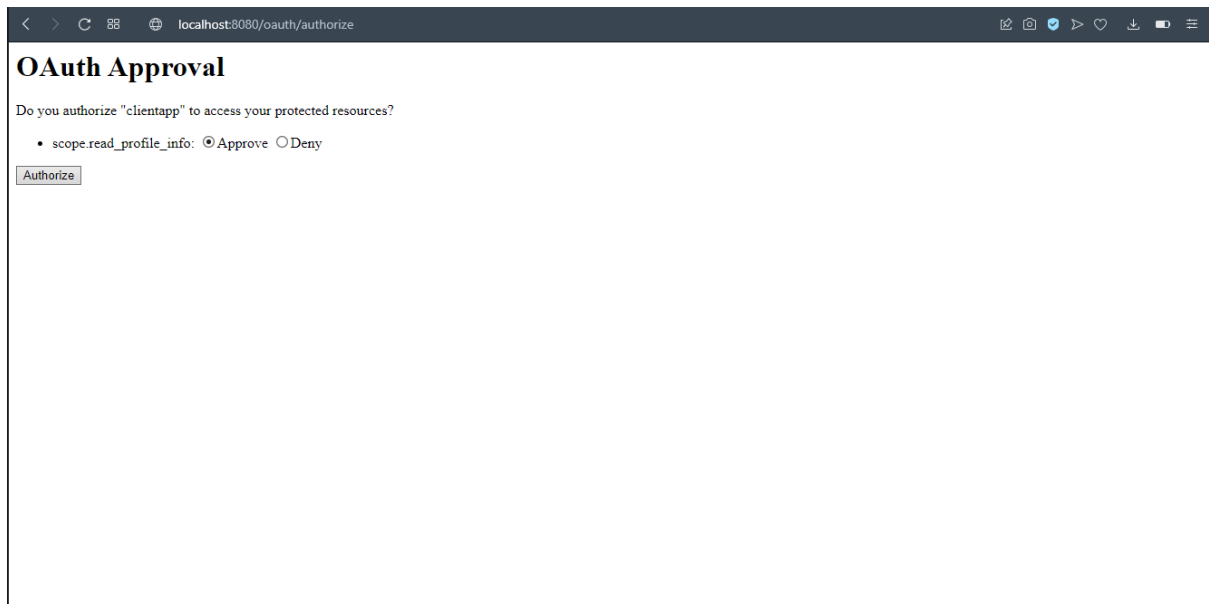 localhost:8080/oauth/authorize
OAuth Approval
Do you authorize "clientapp" to access your protected resources?
scope.read_profile_info: Approve Deny
Authorize